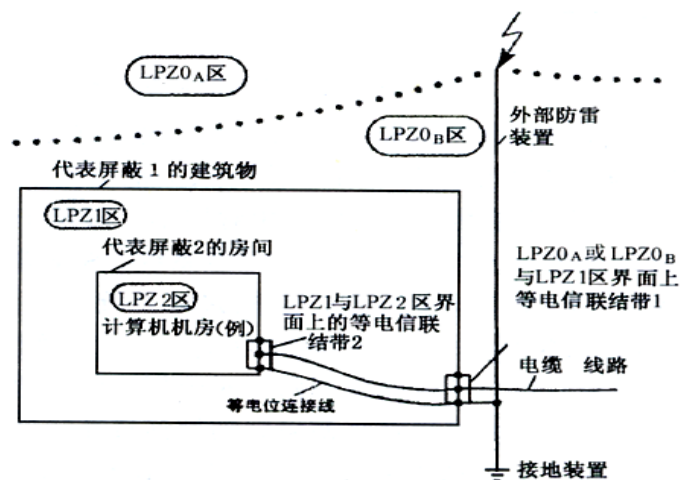 LPZ0A区
LPZ0B区
外部防雷
装置
代表屏蔽1的建筑物
LPZ1区
代表屏蔽2的房间
LPZ2区
计算机机房(例)
LPZ1与LPZ2区界
面上的等电信联
结带2
LPZ0A或LPZ0B
与LPZ1区界面上
等电信联结带1
电缆 线路
等电位连接线
接地装置